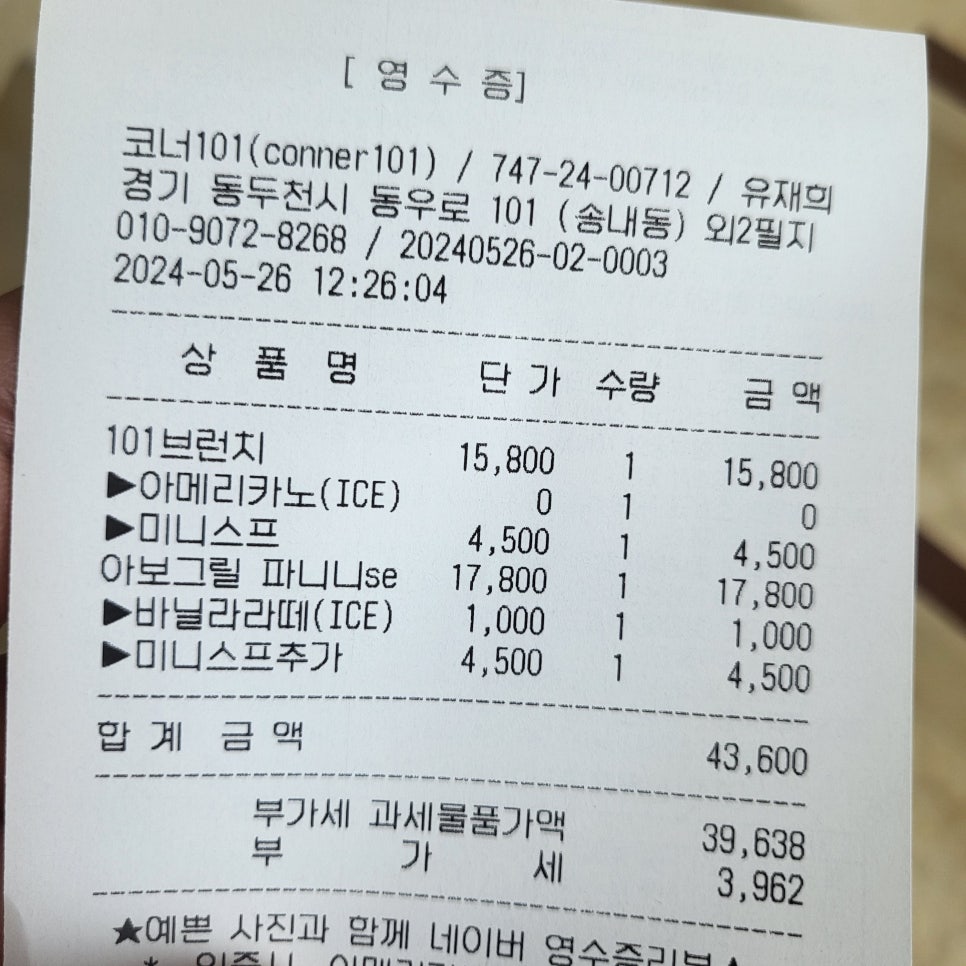 [ 영 수 증]
코너101(conner101) / 747-24-00712 / 유재희
경기 동두천시 동우로 101 (송내동) 외2필지
010-9072-8268 / 20240526-02-0003
2024-05-26 12:26:04
상 품 명 단 가 수량 금 액
101브런치 15,800 1 15,800
▶아메리카노(ICE) 0 1 0
▶미니스프 4,500 1 4,500
아보그릴 파니니se 17,800 1 17,800
▶바닐라라떼(ICE) 1,000 1 1,000
▶미니스프추가 4,500 1 4,500
합 계 금 액 43,600
부가세 과세물품가액 39,638
부 가 세 3,962
★예쁜 사진과 함께 네이버 영수증리뷰★